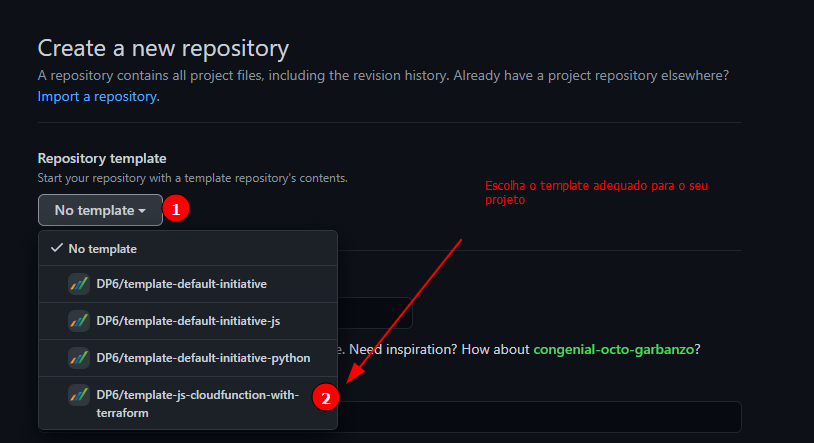 Create a new repository
A repository contains all project files, including the revision history. Already have a project repository elsewhere?
Import a repository.
Repository template
Start your repository with a template repository's contents.
No template
1
Escolha o template adequado para o seu
projeto
No template
DP6/template-default-initiative
DP6/template-default-initiative-js
DP6/template-default-initiative-python
e. Need inspiration? How about congenial-octo-garbanzo?
DP6/template-js-cloudfunction-with-
terraform
2